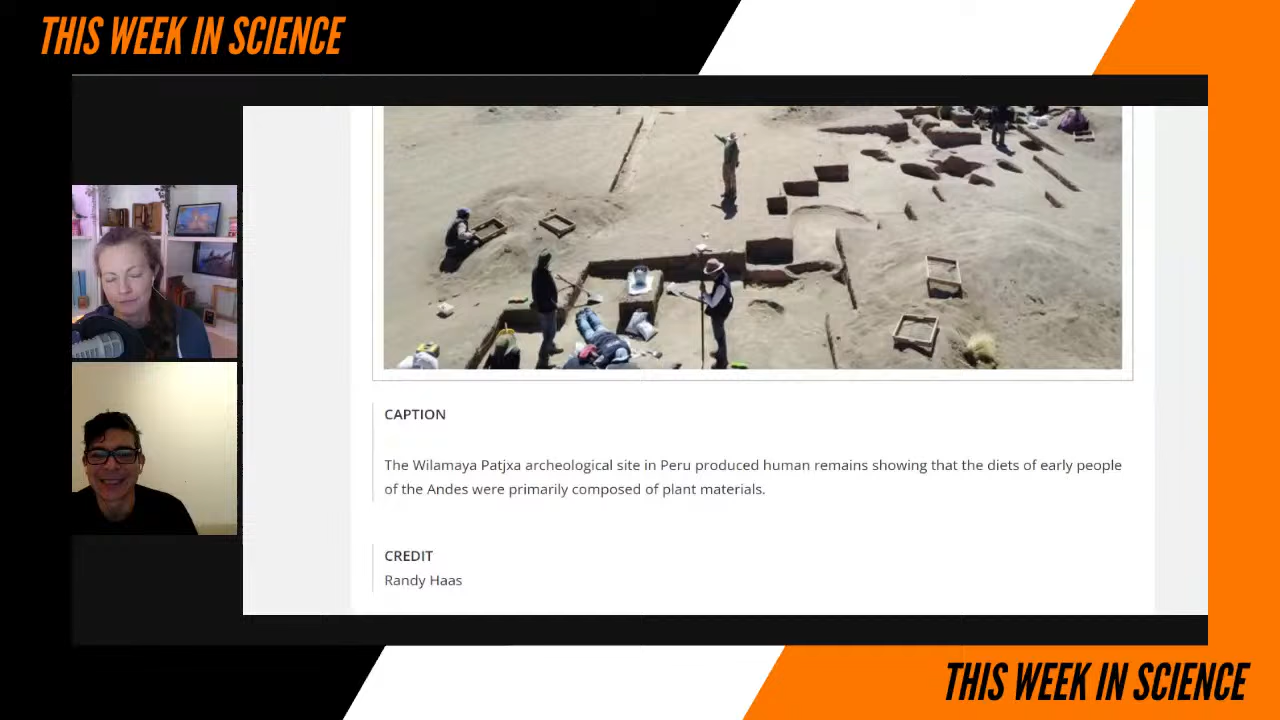 THIS WEEK IN SCIENCE
CAPTION
The Wilamaya Patjxa archeological site in Peru produced human remains showing that the diets of early people
of the Andes were primarily composed of plant materials.
CREDIT
Randy Haas
THIS WEEK IN SCIENCE